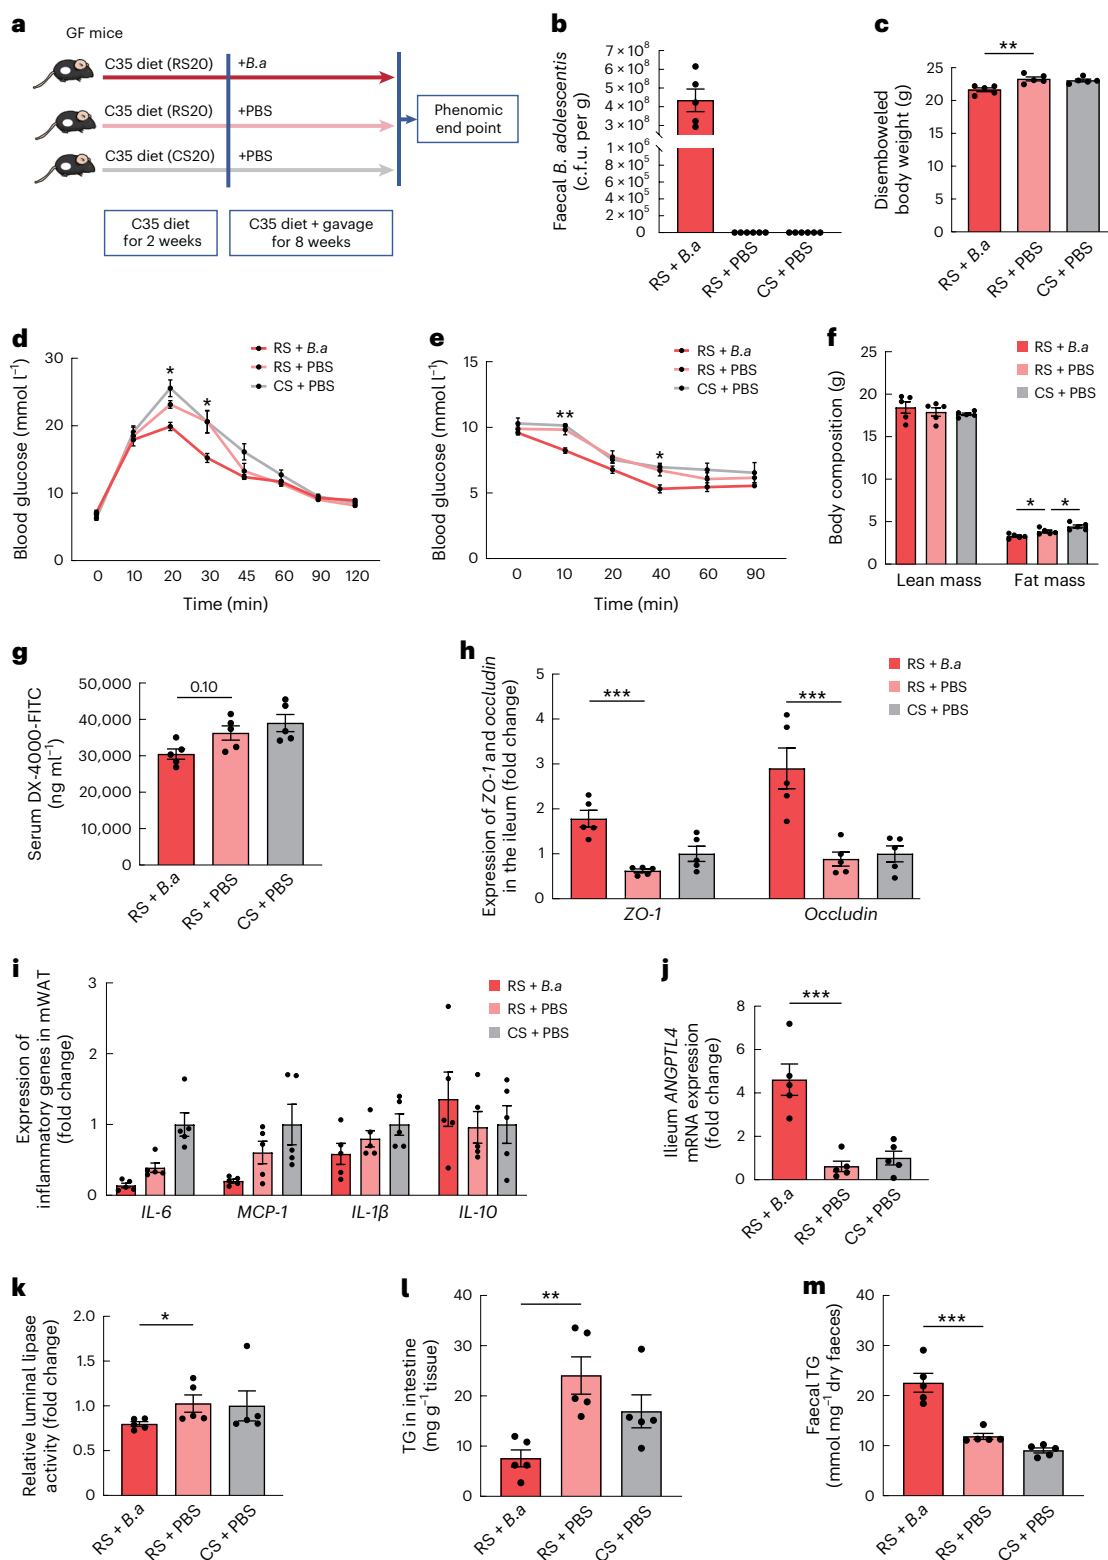 a
GF mice
C35 diet (RS20)
+B.a
C35 diet (RS20)
+PBS
C35 diet (CS20)
+PBS
Phenomic
end point
C35 diet
for 2 weeks
C35 diet + gavage
for 8 weeks
b
Faecal B. adolescentis
(c.f.u. per g)
7 × 10⁸
6 × 10⁸
5 × 10⁸
4 × 10⁸
3 × 10⁸
1 × 10⁶
8 × 10⁵
6 × 10⁵
4 × 10⁵
2 × 10⁵
0
RS + B.a
RS + PBS
CS + PBS
c
Disemboweled
body weight (g)
25
20
15
10
5
0
**
RS + B.a
RS + PBS
CS + PBS
d
Blood glucose (mmol l⁻¹)
30
20
10
0
RS + B.a
RS + PBS
CS + PBS
*
*
0 10 20 30 45 60 90 120
Time (min)
e
Blood glucose (mmol l⁻¹)
15
10
5
0
RS + B.a
RS + PBS
CS + PBS
**
*
0 10 20 40 60 90
Time (min)
f
Body composition (g)
25
20
15
10
5
0
RS + B.a
RS + PBS
CS + PBS
* *
Lean mass Fat mass
g
Serum DX-4000-FITC
(ng ml⁻¹)
50,000
40,000
30,000
20,000
10,000
0
0.10
RS + B.a
RS + PBS
CS + PBS
h
Expression of ZO-1 and occludin
in the ileum (fold change)
5
4
3
2
1
0
RS + B.a
RS + PBS
CS + PBS
*** ***
ZO-1 Occludin
i
Expression of
inflammatory genes in mWAT
(fold change)
3
2
1
0
RS + B.a
RS + PBS
CS + PBS
IL-6 MCP-1 IL-1β IL-10
j
Ilieum ANGPTL4
mRNA expression
(fold change)
8
6
4
2
0
***
RS + B.a
RS + PBS
CS + PBS
k
Relative luminal lipase
activity (fold change)
2.0
1.5
1.0
0.5
0
*
RS + B.a
RS + PBS
CS + PBS
l
TG in intestine
(mg g⁻¹ tissue)
40
30
20
10
0
**
RS + B.a
RS + PBS
CS + PBS
m
Faecal TG
(mmol mg⁻¹ dry faeces)
40
30
20
10
0
***
RS + B.a
RS + PBS
CS + PBS